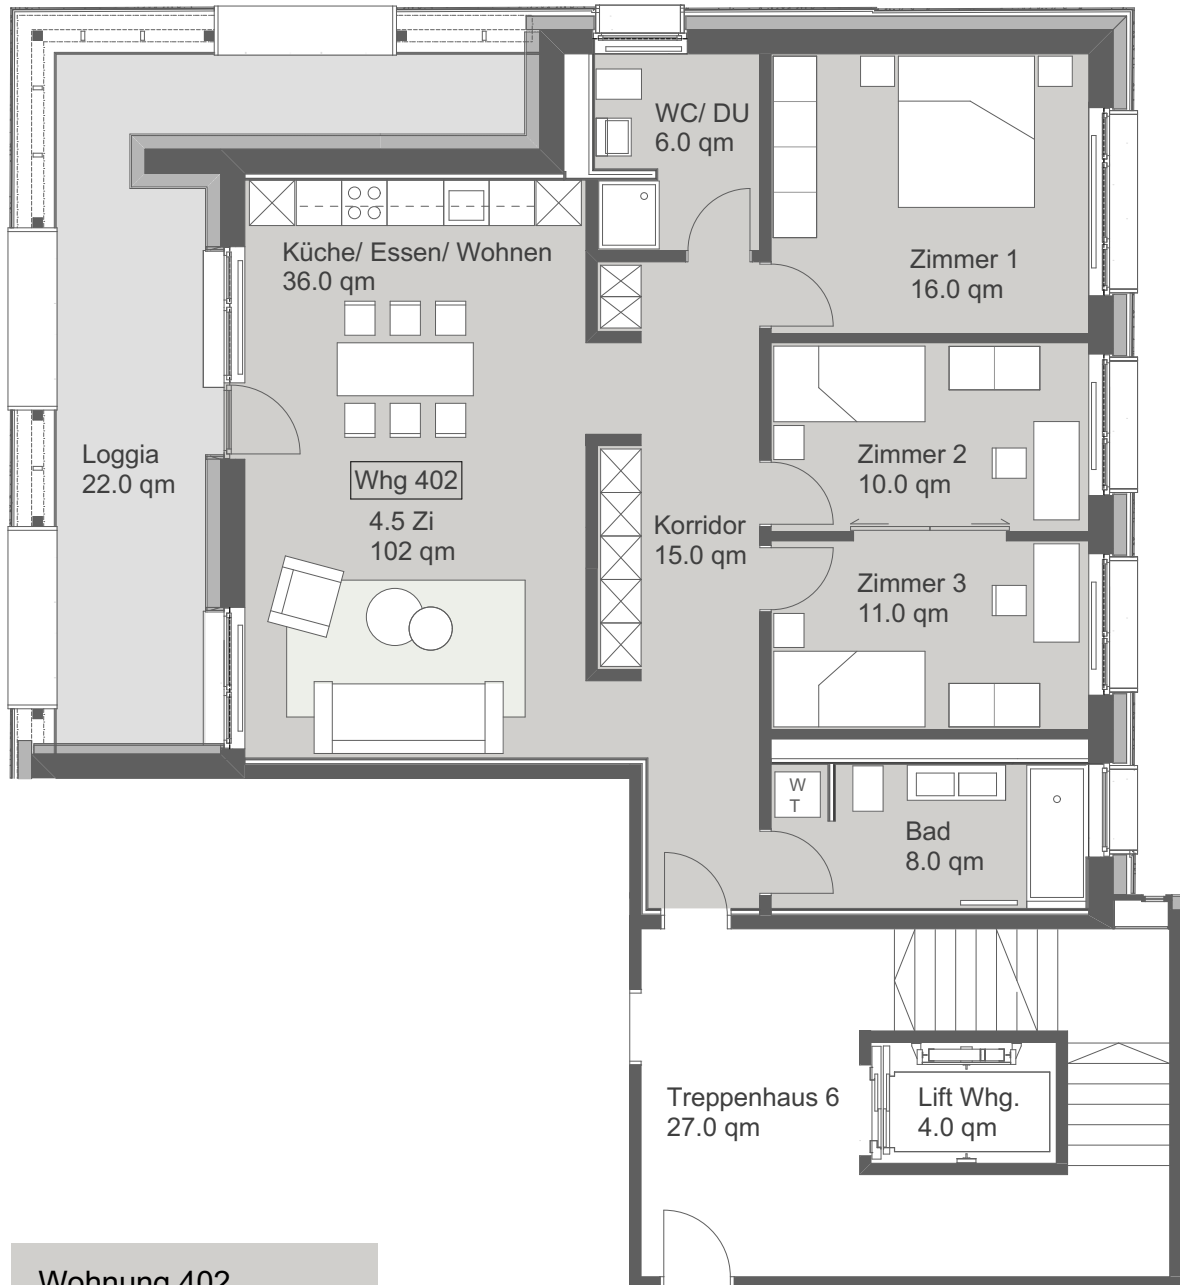 WC/ DU
6.0 qm
Küche/ Essen/ Wohnen
36.0 qm
Zimmer 1
16.0 qm
Loggia
22.0 qm
Whg 402
4.5 Zi
102 qm
Zimmer 2
10.0 qm
Korridor
15.0 qm
Zimmer 3
11.0 qm
W
T
Bad
8.0 qm
Treppenhaus 6
27.0 qm
Lift Whg.
4.0 qm
Wohnung 402